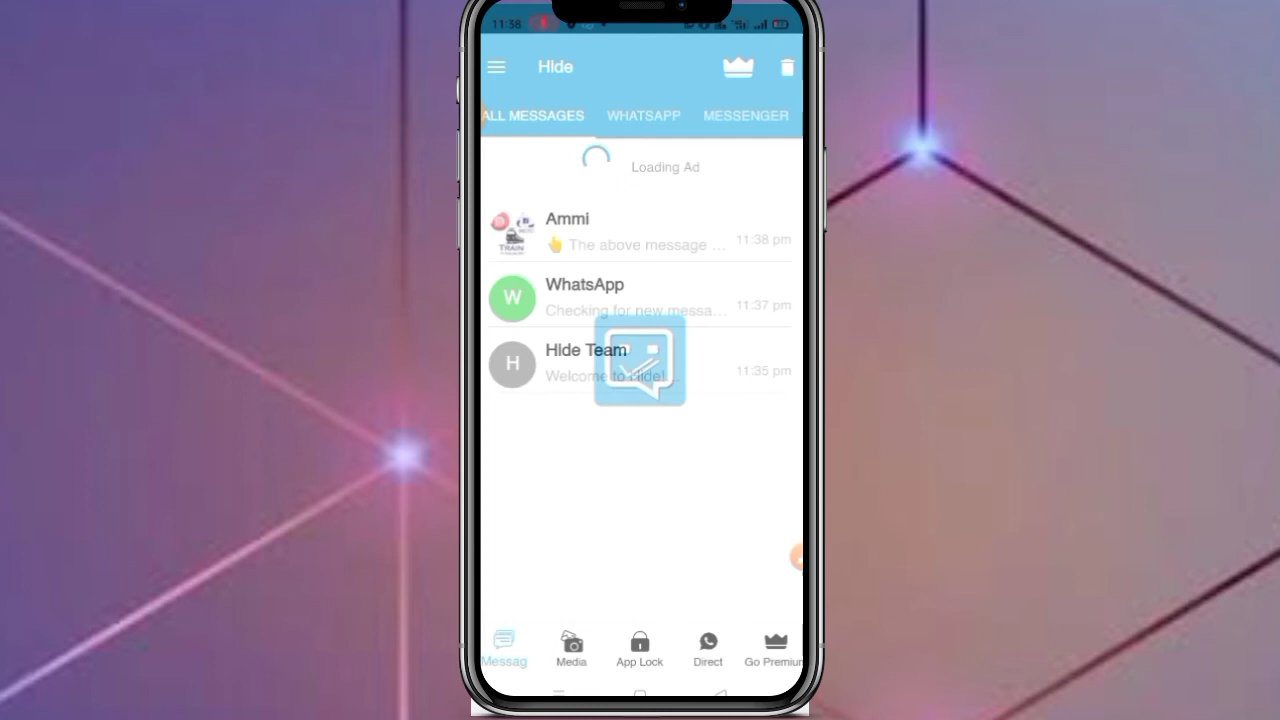 11:38
Hide
ALL MESSAGES WHATSAPP MESSENGER
Loading Ad
TRAIN
Ammi
👆 The above message ... 11:38 pm
W
WhatsApp
Checking for new messa... 11:37 pm
H
Hide Team
Welcome to Hide! ... 11:35 pm
Messag Media App Lock Direct Go Premium